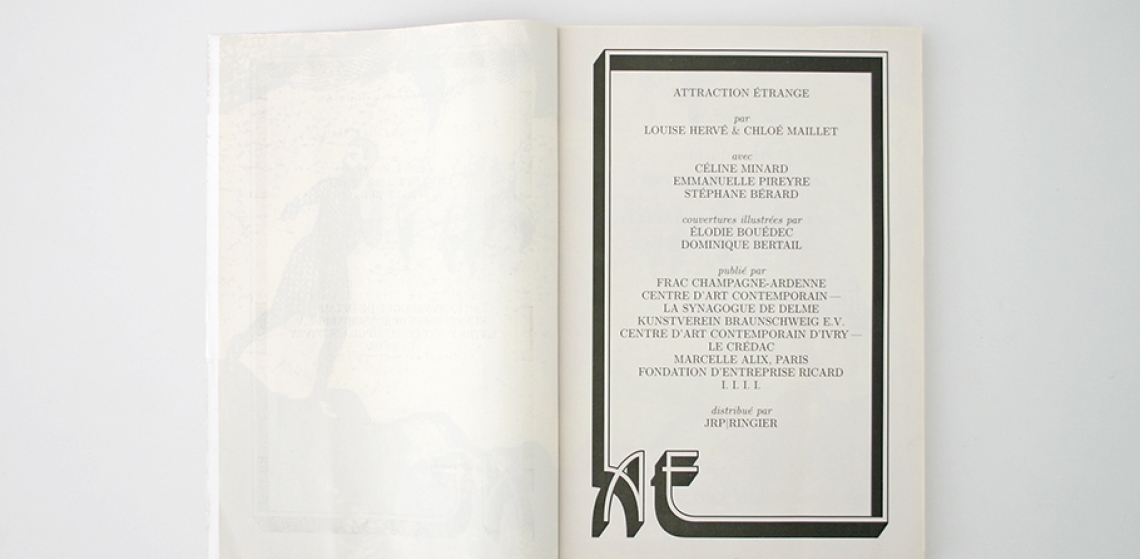 ATTRACTION ÉTRANGE
par
LOUISE HERVÉ & CHLOÉ MAILLET
avec
CÉLINE MINARD
EMMANUELLE PIREYRE
STÉPHANE BÉRARD
couvertures illustrées par
ÉLODIE BOUÉDEC
DOMINIQUE BERTAIL
publié par
FRAC CHAMPAGNE-ARDENNE
CENTRE D'ART CONTEMPORAIN —
LA SYNAGOGUE DE DELME
KUNSTVEREIN BRAUNSCHWEIG E.V.
CENTRE D'ART CONTEMPORAIN D'IVRY —
LE CRÉDAC
MARCELLE ALIX, PARIS
FONDATION D'ENTREPRISE RICARD
I. I. I. I.
distribué par
JRP|RINGIER
AE